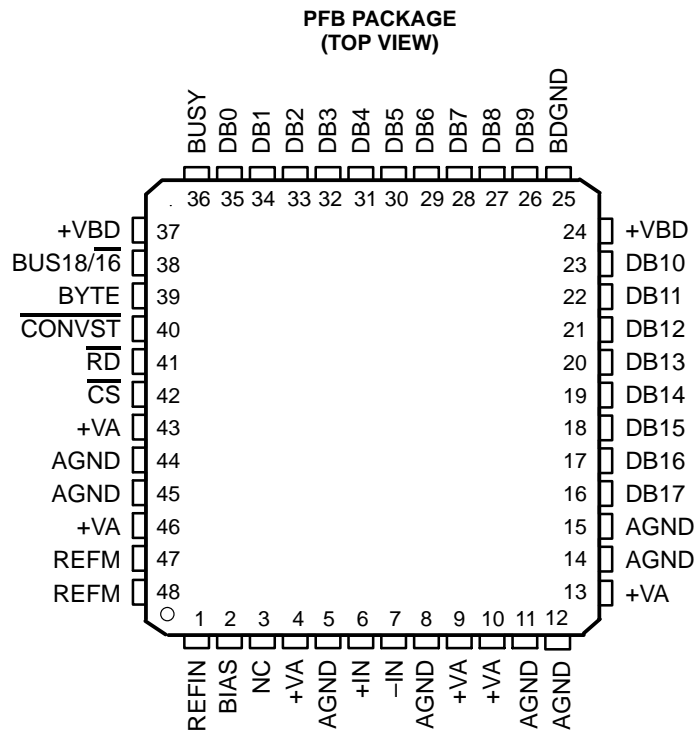 PFB PACKAGE
(TOP VIEW)
BUSY
DB0
DB1
DB2
DB3
DB4
DB5
DB6
DB7
DB8
DB9
BDGND
36 35 34 33 32 31 30 29 28 27 26 25
+VBD 37 24 +VBD
BUS18/16 38 23 DB10
BYTE 39 22 DB11
CONVST 40 21 DB12
RD 41 20 DB13
CS 42 19 DB14
+VA 43 18 DB15
AGND 44 17 DB16
AGND 45 16 DB17
+VA 46 15 AGND
REFM 47 14 AGND
REFM 48 13 +VA
1 2 3 4 5 6 7 8 9 10 11 12
REFIN
BIAS
NC
+VA
AGND
+IN
−IN
AGND
+VA
+VA
AGND
AGND